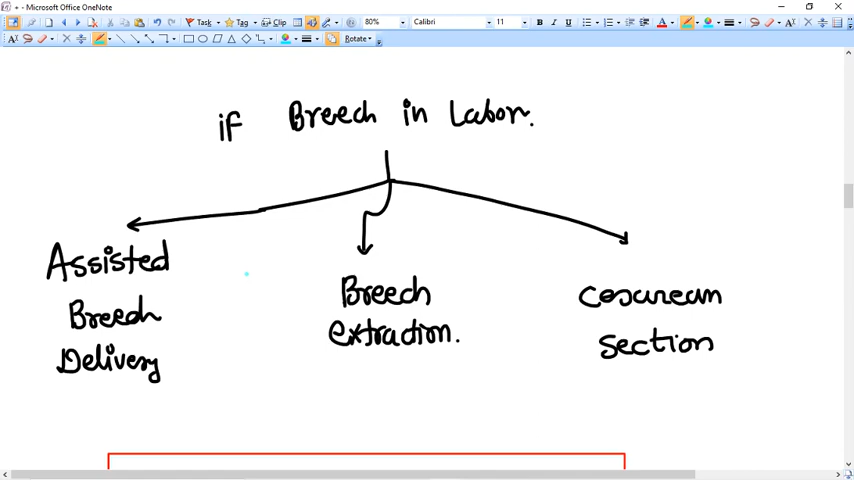 + - Microsoft Office OneNote
Task
Tag
Clip
80%
Calibri
11
B I U
A
Rotate
if Breech in Labor.
Assisted
Breech
Delivery
Breech
extraction.
Cesarean
section